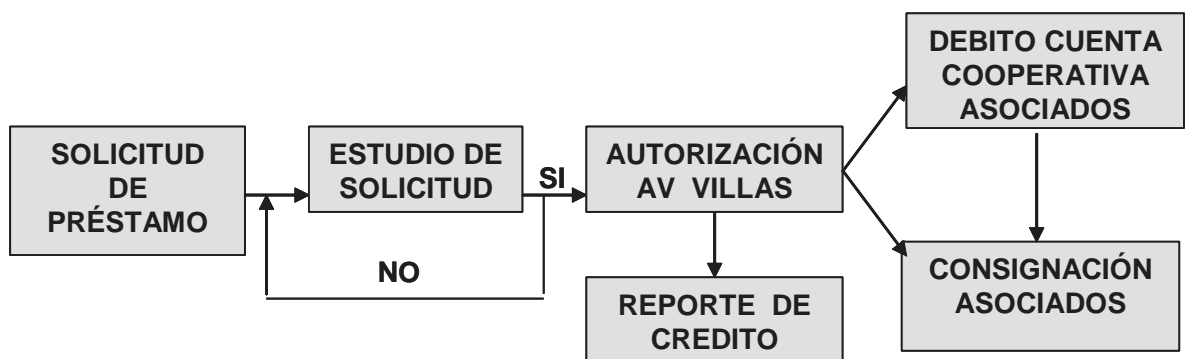 SOLICITUD
DE
PRÉSTAMO
ESTUDIO DE
SOLICITUD
SI
NO
AUTORIZACIÓN
AV VILLAS
REPORTE DE
CREDITO
DEBITO CUENTA
COOPERATIVA
ASOCIADOS
CONSIGNACIÓN
ASOCIADOS